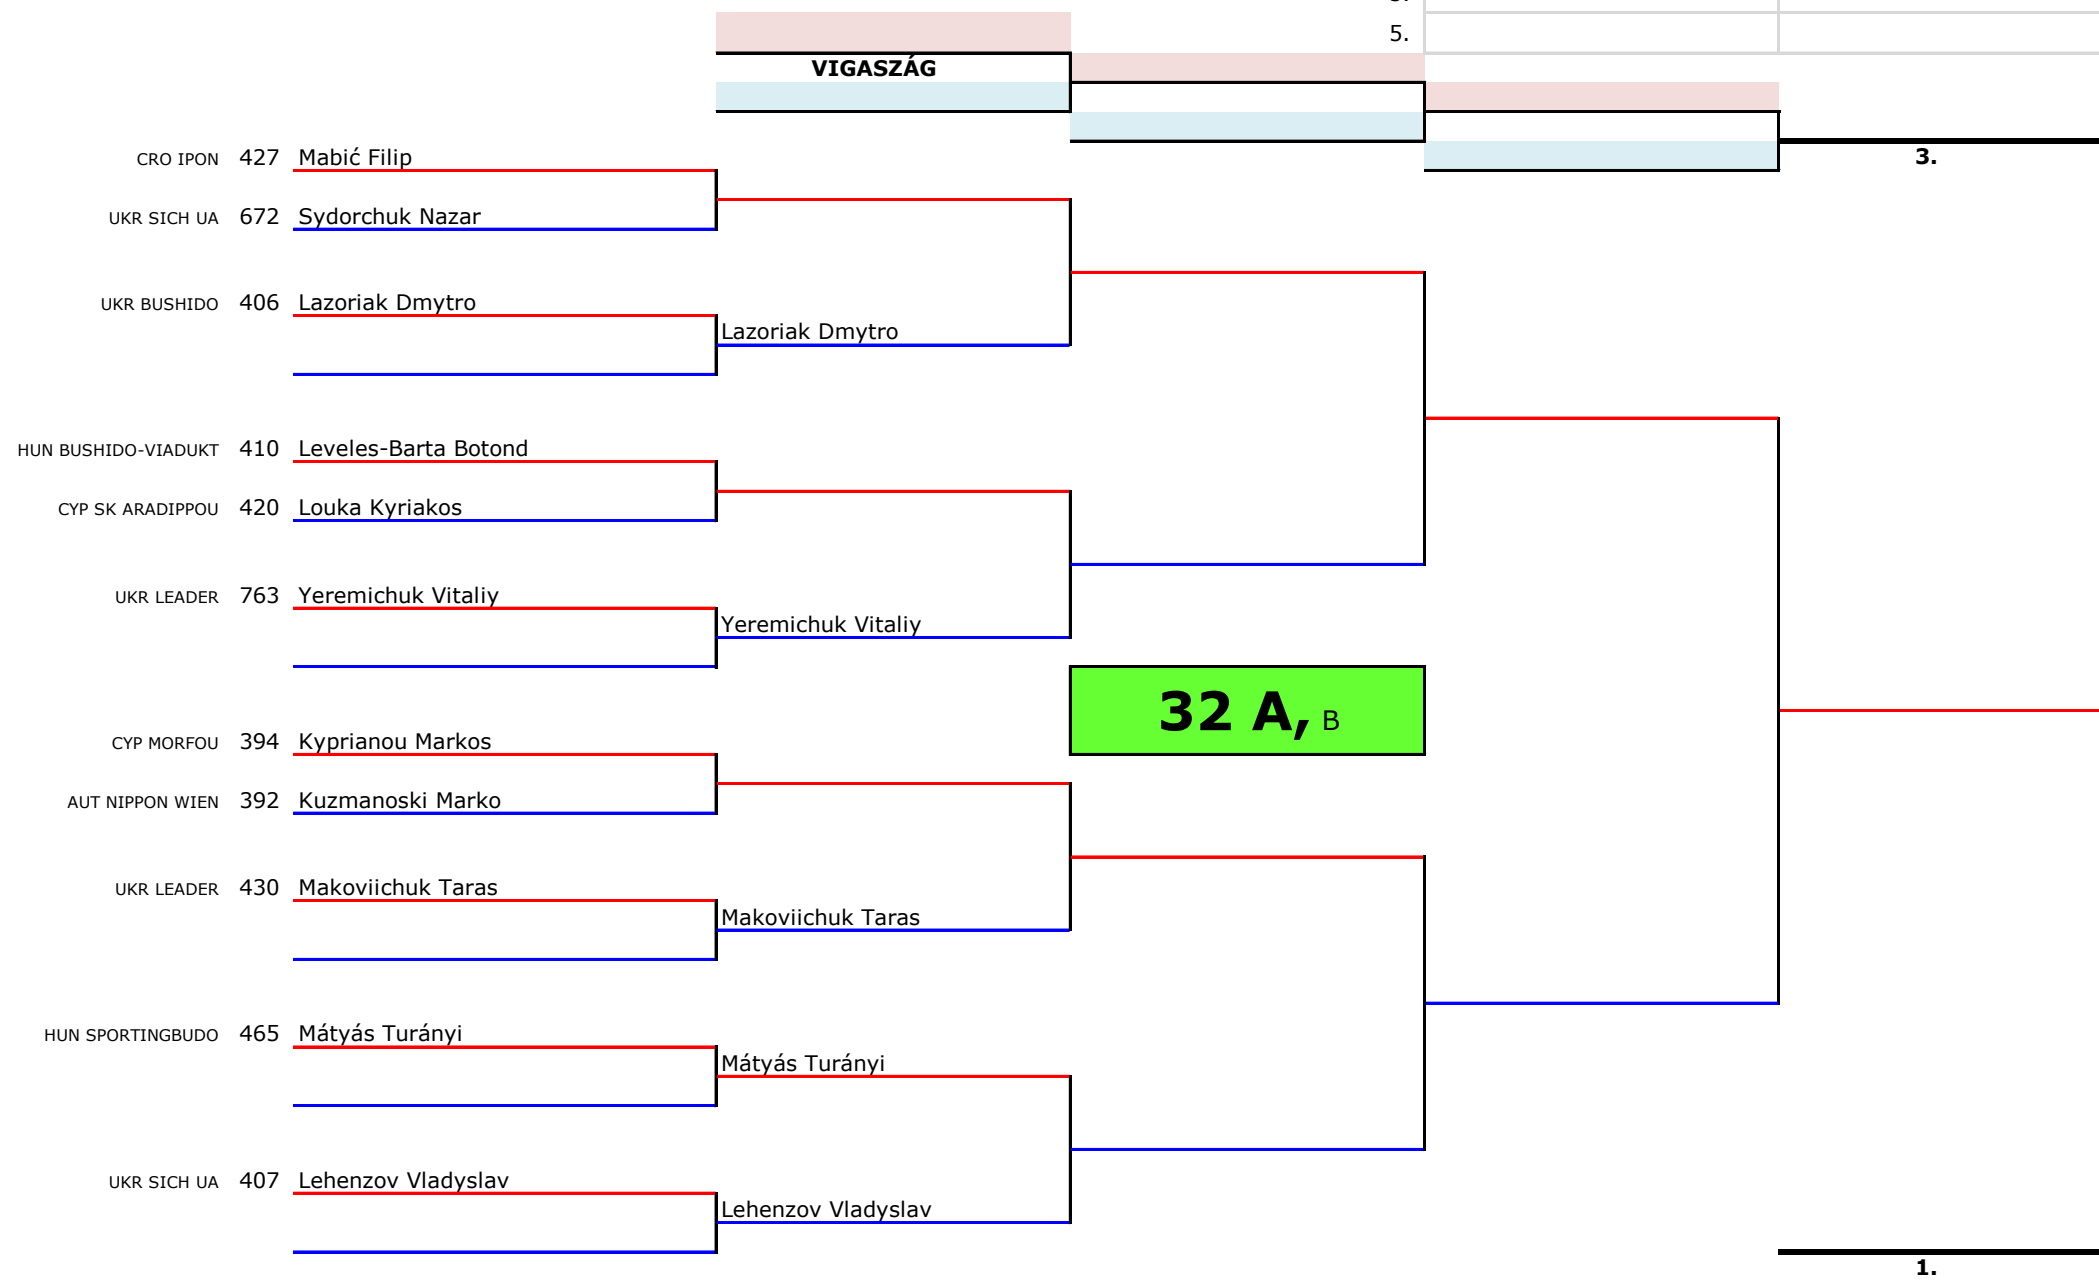 5.
VIGASZÁG
3.
CRO IPON 427 Mabić Filip
UKR SICH UA 672 Sydorchuk Nazar
UKR BUSHIDO 406 Lazoriak Dmytro
Lazoriak Dmytro
HUN BUSHIDO-VIADUKT 410 Leveles-Barta Botond
CYP SK ARADIPPOU 420 Louka Kyriakos
UKR LEADER 763 Yeremichuk Vitaliy
Yeremichuk Vitaliy
32 A, B
CYP MORFOU 394 Kyprianou Markos
AUT NIPPON WIEN 392 Kuzmanoski Marko
UKR LEADER 430 Makoviichuk Taras
Makoviichuk Taras
HUN SPORTINGBUDO 465 Mátyás Turányi
Mátyás Turányi
UKR SICH UA 407 Lehenzov Vladyslav
Lehenzov Vladyslav
1.